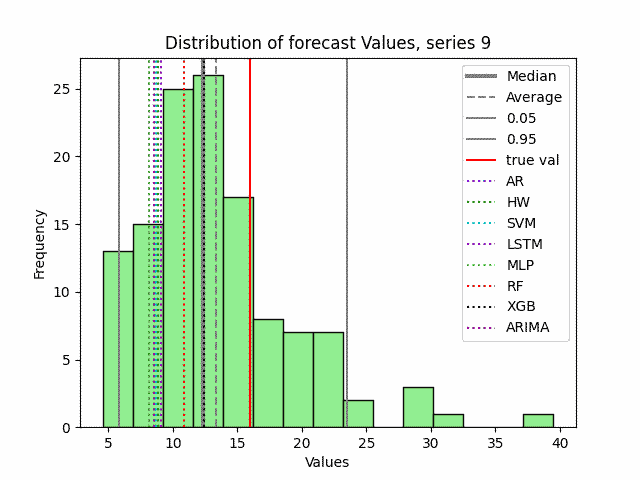 Distribution of forecast Values, series 9
Frequency
25
20
15
10
5
0
5 10 15 20 25 30 35 40
Values
Median
Average
0.05
0.95
true val
AR
HW
SVM
LSTM
MLP
RF
XGB
ARIMA